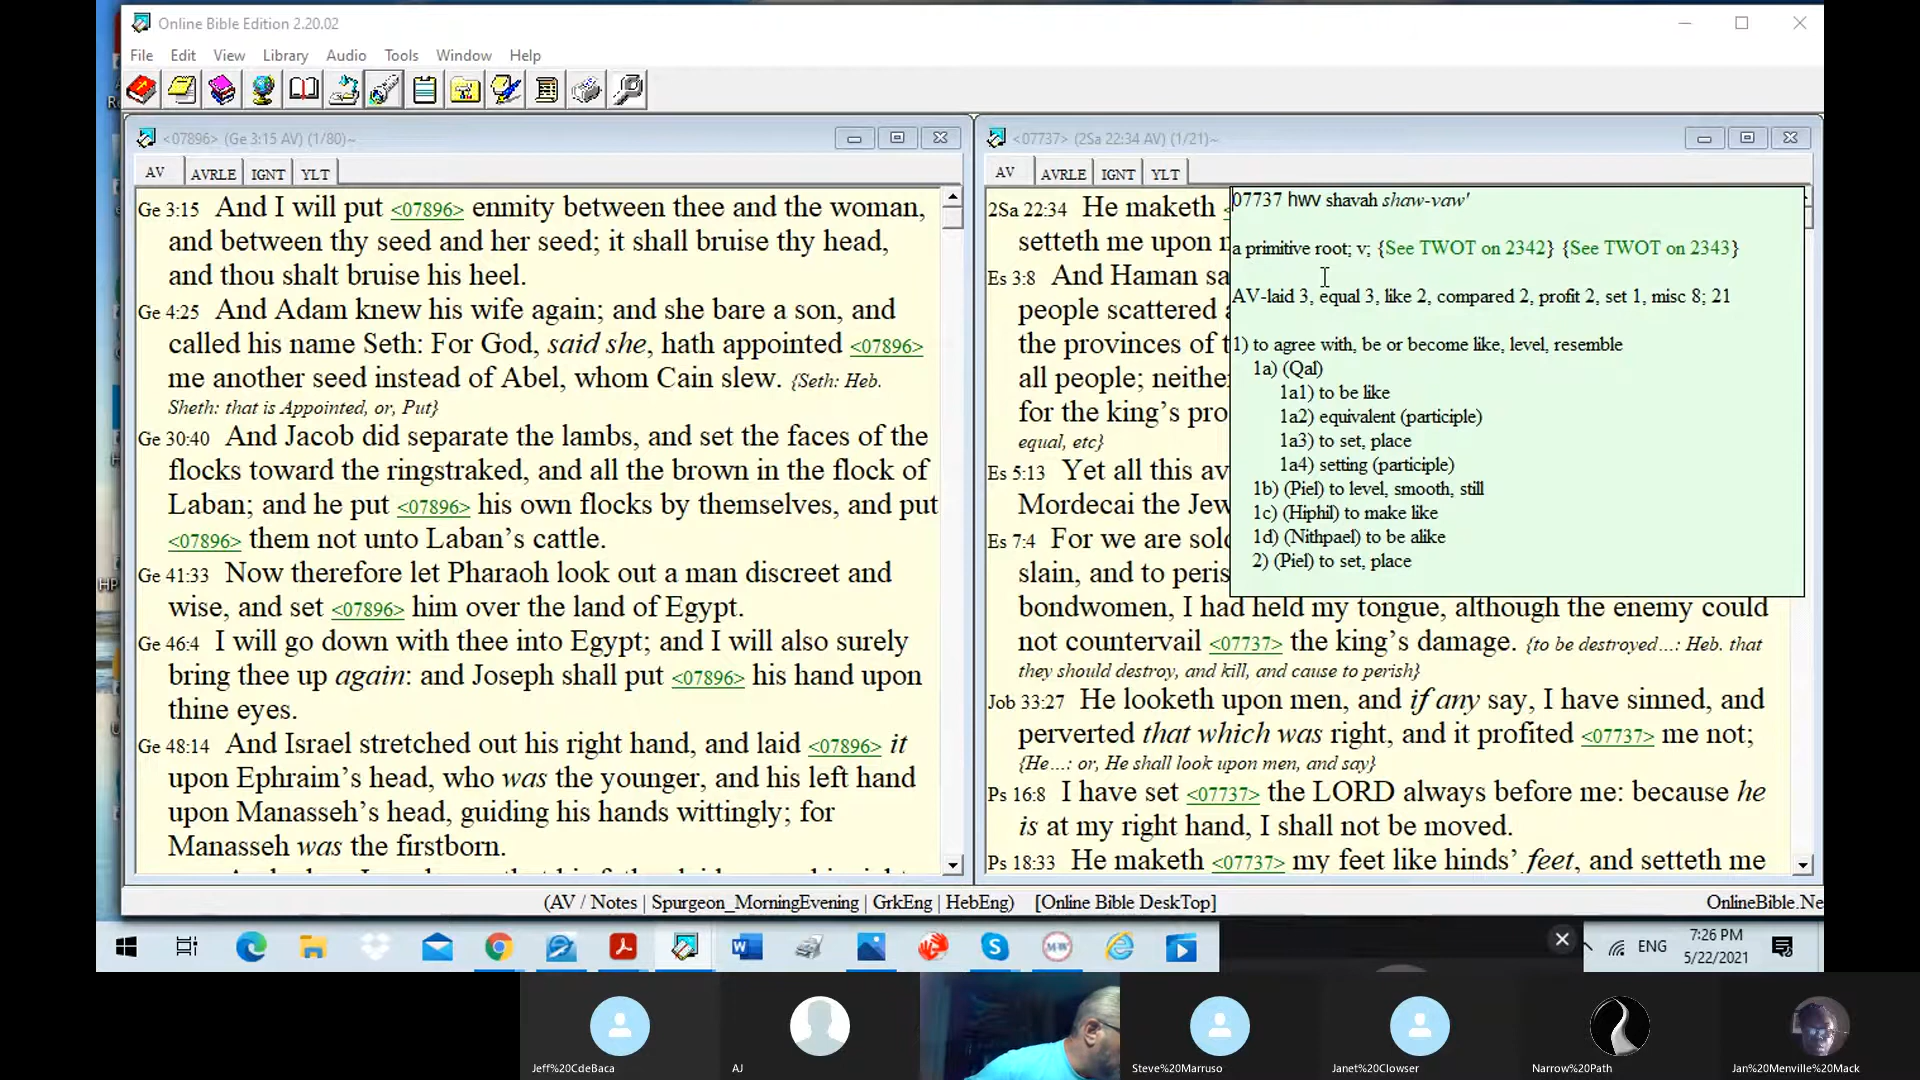 Online Bible Edition 2.20.02
File Edit View Library Audio Tools Window Help
<07896> (Ge 3:15 AV) (1/80)~
AV AVRLE IGNT YLT
Ge 3:15 And I will put <07896> enmity between thee and the woman,
and between thy seed and her seed; it shall bruise thy head,
and thou shalt bruise his heel.
Ge 4:25 And Adam knew his wife again; and she bare a son, and
called his name Seth: For God, said she, hath appointed <07896>
me another seed instead of Abel, whom Cain slew. {Seth: Heb.
Sheth: that is Appointed, or, Put}
Ge 30:40 And Jacob did separate the lambs, and set the faces of the
flocks toward the ringstraked, and all the brown in the flock of
Laban; and he put <07896> his own flocks by themselves, and put
<07896> them not unto Laban's cattle.
Ge 41:33 Now therefore let Pharaoh look out a man discreet and
wise, and set <07896> him over the land of Egypt.
Ge 46:4 I will go down with thee into Egypt; and I will also surely
bring thee up again: and Joseph shall put <07896> his hand upon
thine eyes.
Ge 48:14 And Israel stretched out his right hand, and laid <07896> it
upon Ephraim's head, who was the younger, and his left hand
upon Manasseh's head, guiding his hands wittingly; for
Manasseh was the firstborn.
<07737> (2Sa 22:34 AV) (1/21)~
AV AVRLE IGNT YLT
2Sa 22:34 He maketh
setteth me upon
Es 3:8 And Haman sa
people scattered
the provinces of
all people; neither
for the king's pro
equal, etc}
Es 5:13 Yet all this av
Mordecai the Jew
Es 7:4 For we are sold
slain, and to peris
bondwomen, I had held my tongue, although the enemy could
not countervail <07737> the king's damage. {to be destroyed...: Heb. that
they should destroy, and kill, and cause to perish}
Job 33:27 He looketh upon men, and if any say, I have sinned, and
perverted that which was right, and it profited <07737> me not;
{He...: or, He shall look upon men, and say}
Ps 16:8 I have set <07737> the LORD always before me: because he
is at my right hand, I shall not be moved.
Ps 18:33 He maketh <07737> my feet like hinds' feet, and setteth me
07737 hwv shavah shaw-vaw'
a primitive root; v; {See TWOT on 2342} {See TWOT on 2343}
AV-laid 3, equal 3, like 2, compared 2, profit 2, set 1, misc 8; 21
1) to agree with, be or become like, level, resemble
1a) (Qal)
1a1) to be like
1a2) equivalent (participle)
1a3) to set, place
1a4) setting (participle)
1b) (Piel) to level, smooth, still
1c) (Hiphil) to make like
1d) (Nithpael) to be alike
2) (Piel) to set, place
(AV / Notes | Spurgeon_MorningEvening | GrkEng | HebEng) [Online Bible DeskTop] OnlineBible.Ne
ENG
7:26 PM
5/22/2021
Jeff%20CdeBaca
AJ
Steve%20Marruso
Janet%20Clowser
Narrow%20Path
Jan%20Menville%20Mack